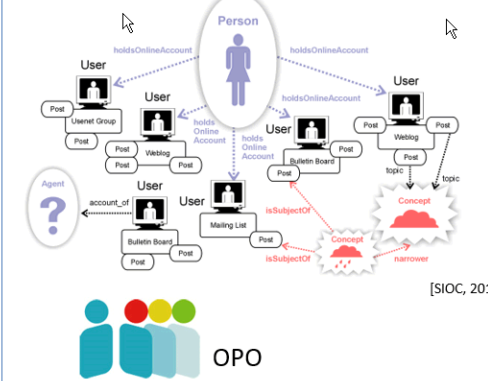 Person
holdsOnlineAccount
holdsOnlineAccount
User
User
Post
Usenet Group
Post
holdsOnlineAccount
User
holds
Online
Account
Post
Weblog
Post
Post
holds
Online
Account
User
Bulletin Board
Post
Post
Post
Weblog
Post
Post
topic
topic
Agent
?
account_of
User
Bulletin Board
Post
Post
User
Mailing List
Post
isSubjectOf
isSubjectOf
Concept
Concept
narrower
[SIOC, 201
OPO